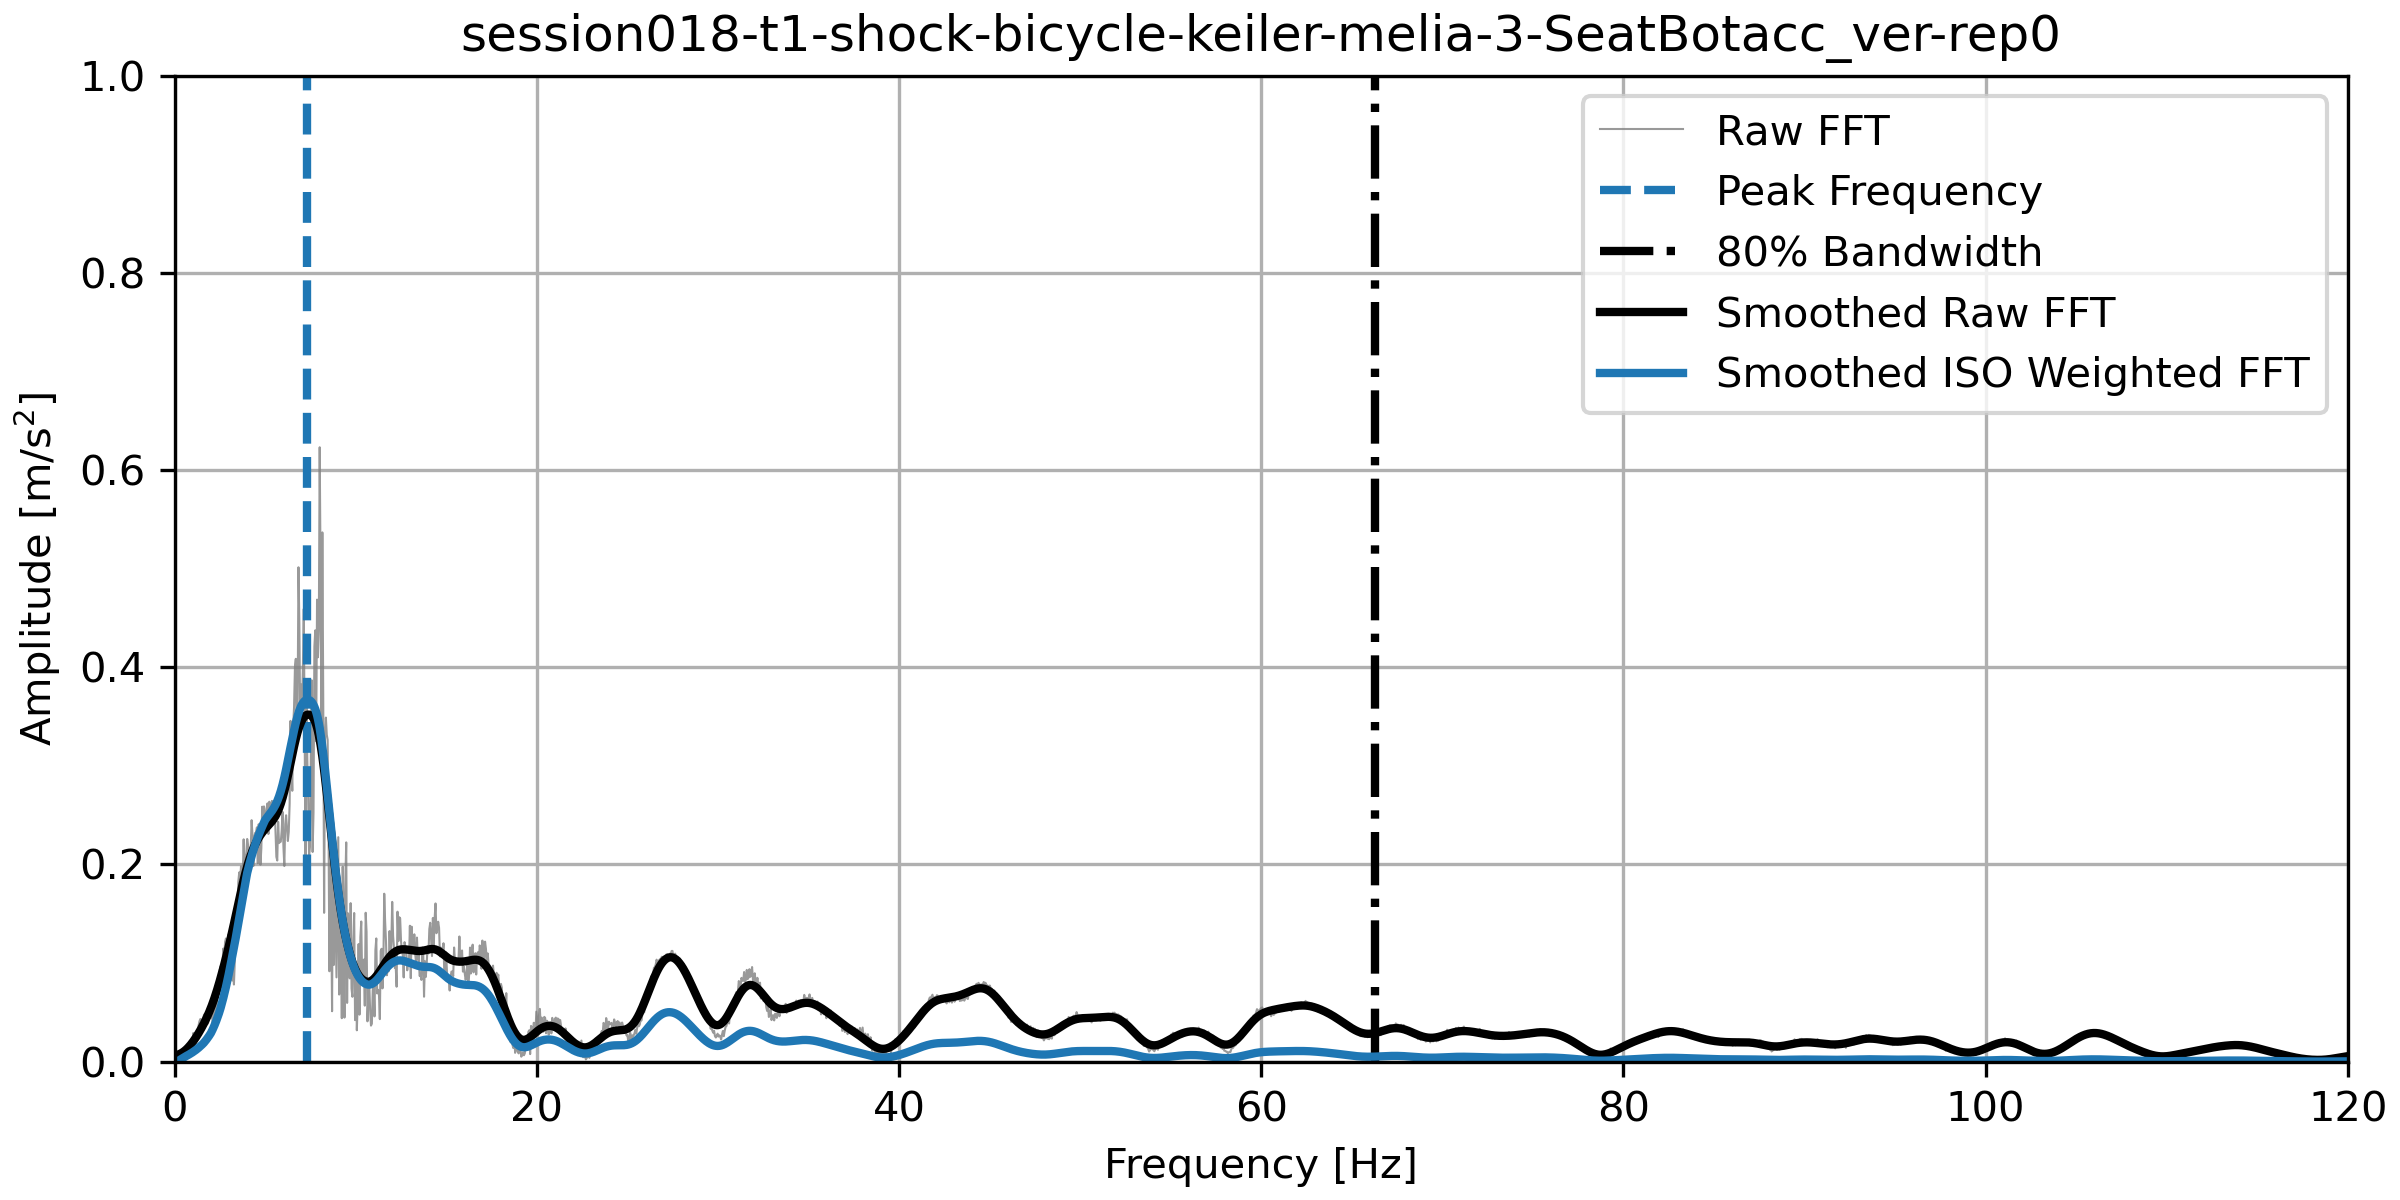 session018-t1-shock-bicycle-keiler-melia-3-SeatBotacc_ver-rep0
1.0
0.8
0.6
0.4
0.2
0.0
Amplitude [m/s²]
Raw FFT
Peak Frequency
80% Bandwidth
Smoothed Raw FFT
Smoothed ISO Weighted FFT
0 20 40 60 80 100 120
Frequency [Hz]